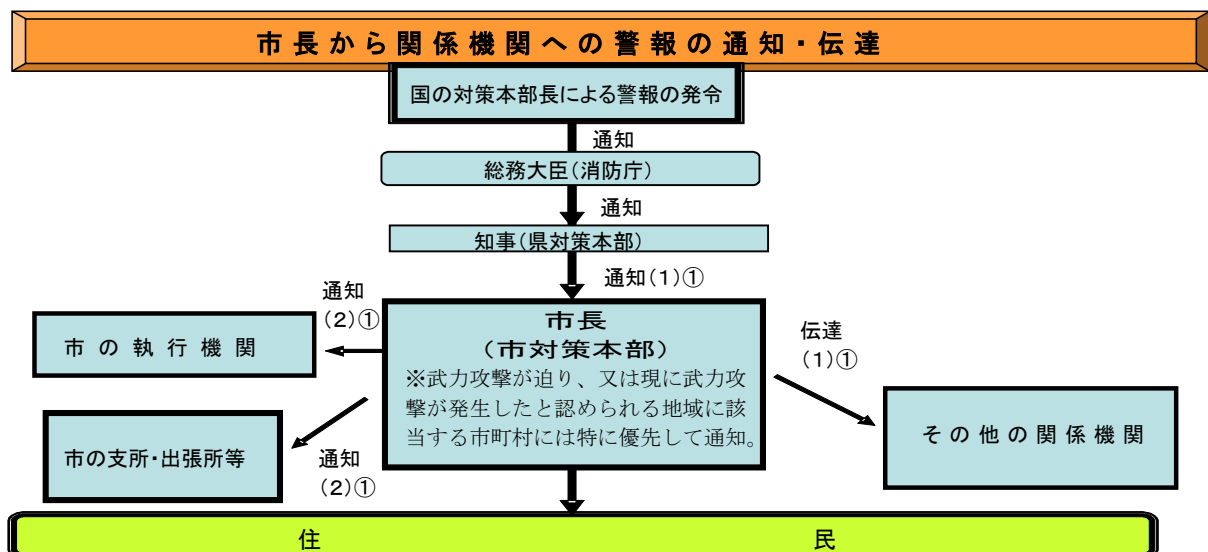 市長から関係機関への警報の通知・伝達
国の対策本部長による警報の発令
通知
総務大臣(消防庁)
通知
知事(県対策本部)
通知(1)①
通知
(2)①
市の執行機関
市長
(市対策本部)
※武力攻撃が迫り、又は現に武力攻
撃が発生したと認められる地域に該
当する市町村には特に優先して通知。
伝達
(1)①
その他の関係機関
市の支所・出張所等
通知
(2)①
住民